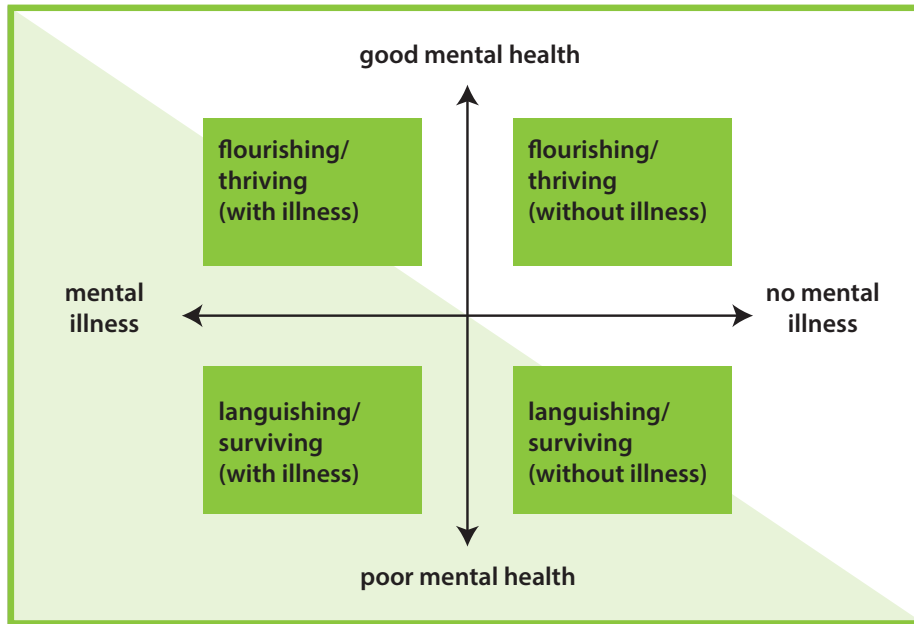 good mental health
flourishing/
thriving
(with illness)
flourishing/
thriving
(without illness)
mental
illness
no mental
illness
languishing/
surviving
(with illness)
languishing/
surviving
(without illness)
poor mental health